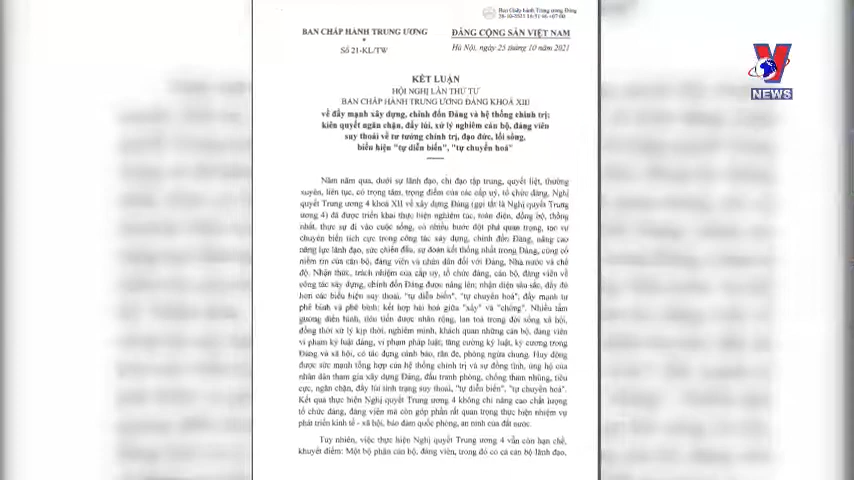 Ban Chấp hành Trung ương Đảng
28-10-2021 16:51:46 +07:00
BAN CHẤP HÀNH TRUNG ƯƠNG
ĐẢNG CỘNG SẢN VIỆT NAM
*
Số 21-KL/TW
Hà Nội, ngày 25 tháng 10 năm 2021
V
NEWS
KẾT LUẬN
HỘI NGHỊ LẦN THỨ TƯ
BAN CHẤP HÀNH TRUNG ƯƠNG ĐẢNG KHOÁ XIII
về đẩy mạnh xây dựng, chỉnh đốn Đảng và hệ thống chính trị;
kiên quyết ngăn chặn, đẩy lùi, xử lý nghiêm cán bộ, đảng viên
suy thoái về tư tưởng chính trị, đạo đức, lối sống,
biểu hiện "tự diễn biến", "tự chuyển hoá"
Năm năm qua, dưới sự lãnh đạo, chỉ đạo tập trung, quyết liệt, thường
xuyên, liên tục, có trọng tâm, trọng điểm của các cấp uỷ, tổ chức đảng, Nghị
quyết Trung ương 4 khoá XII về xây dựng Đảng (gọi tắt là Nghị quyết Trung
ương 4) đã được triển khai thực hiện nghiêm túc, toàn diện, đồng bộ, thống
nhất, thực sự đi vào cuộc sống, có nhiều bước đột phá quan trọng, tạo sự
chuyển biến tích cực trong công tác xây dựng, chỉnh đốn Đảng, nâng cao
năng lực lãnh đạo, sức chiến đấu, sự đoàn kết thống nhất trong Đảng, củng cố
niềm tin của cán bộ, đảng viên và nhân dân đối với Đảng, Nhà nước và chế
độ. Nhận thức, trách nhiệm của cấp uỷ, tổ chức đảng, cán bộ, đảng viên về
công tác xây dựng, chỉnh đốn Đảng được nâng lên; nhận diện sâu sắc, đầy đủ
hơn các biểu hiện suy thoái, "tự diễn biến", "tự chuyển hoá", đẩy mạnh tự
phê bình và phê bình; kết hợp hài hoà giữa "xây" và "chống". Nhiều tấm
gương điển hình, tiên tiến được nhân rộng, lan toả trong đời sống xã hội,
đồng thời xử lý kịp thời, nghiêm minh, khách quan những cán bộ, đảng viên
vi phạm kỷ luật đảng, vi phạm pháp luật, tăng cường kỷ luật, kỷ cương trong
Đảng và xã hội, có tác dụng cảnh báo, răn đe, phòng ngừa chung. Huy động
được sức mạnh tổng hợp của hệ thống chính trị và sự đồng tình, ủng hộ của
nhân dân tham gia xây dựng Đảng, đấu tranh phòng, chống tham nhũng, tiêu
cực, ngăn chặn, đẩy lùi tình trạng suy thoái, "tự diễn biến", "tự chuyển hoá".
Kết quả thực hiện Nghị quyết Trung ương 4 không chỉ nâng cao chất lượng
tổ chức đảng, đảng viên mà còn góp phần rất quan trọng thực hiện nhiệm vụ
phát triển kinh tế - xã hội, bảo đảm quốc phòng, an ninh của đất nước.
Tuy nhiên, việc thực hiện Nghị quyết Trung ương 4 vẫn còn hạn chế,
khuyết điểm: Một bộ phận cán bộ, đảng viên, trong đó có cả cán bộ lãnh đạo,